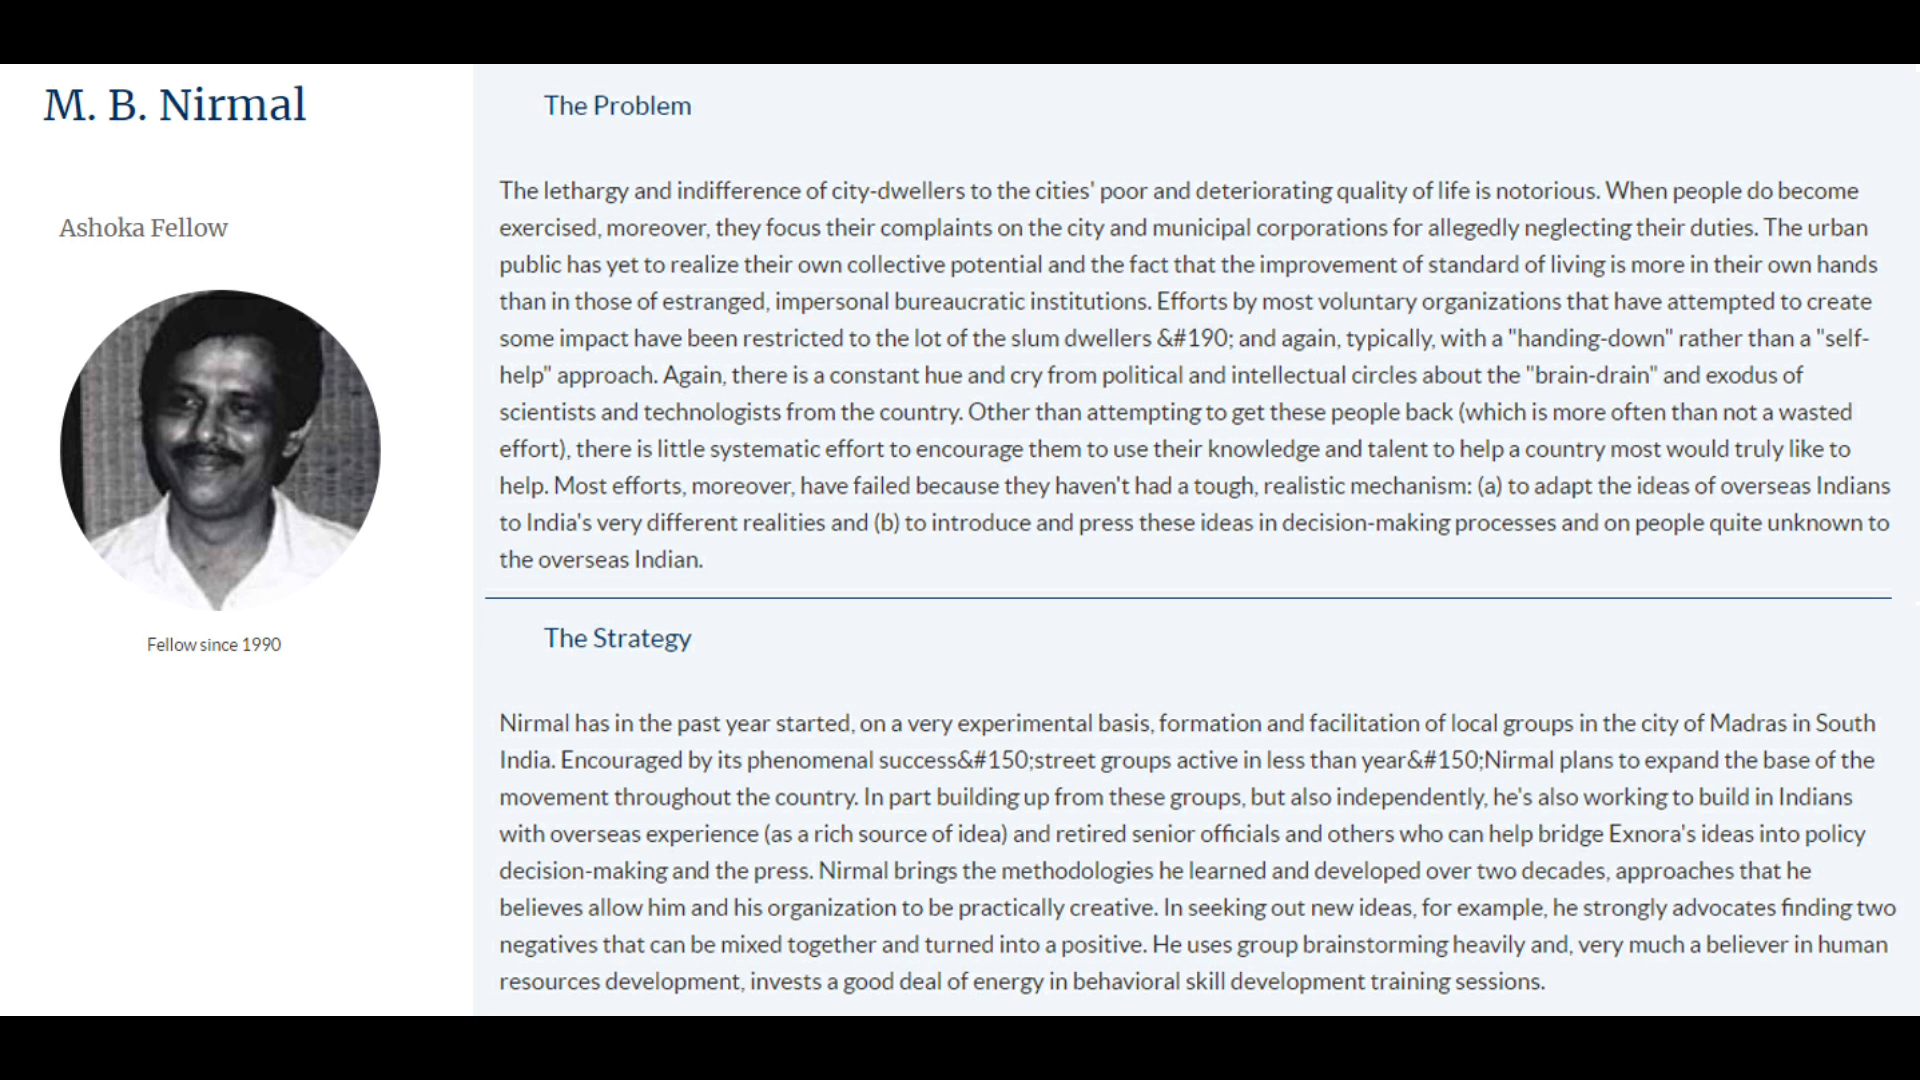 M. B. Nirmal
Ashoka Fellow
Fellow since 1990
The Problem
The lethargy and indifference of city-dwellers to the cities' poor and deteriorating quality of life is notorious. When people do become
exercised, moreover, they focus their complaints on the city and municipal corporations for allegedly neglecting their duties. The urban
public has yet to realize their own collective potential and the fact that the improvement of standard of living is more in their own hands
than in those of estranged, impersonal bureaucratic institutions. Efforts by most voluntary organizations that have attempted to create
some impact have been restricted to the lot of the slum dwellers &#190; and again, typically, with a "handing-down" rather than a "self-
help" approach. Again, there is a constant hue and cry from political and intellectual circles about the "brain-drain" and exodus of
scientists and technologists from the country. Other than attempting to get these people back (which is more often than not a wasted
effort), there is little systematic effort to encourage them to use their knowledge and talent to help a country most would truly like to
help. Most efforts, moreover, have failed because they haven't had a tough, realistic mechanism: (a) to adapt the ideas of overseas Indians
to India's very different realities and (b) to introduce and press these ideas in decision-making processes and on people quite unknown to
the overseas Indian.
The Strategy
Nirmal has in the past year started, on a very experimental basis, formation and facilitation of local groups in the city of Madras in South
India. Encouraged by its phenomenal success&#150;street groups active in less than year&#150;Nirmal plans to expand the base of the
movement throughout the country. In part building up from these groups, but also independently, he's also working to build in Indians
with overseas experience (as a rich source of idea) and retired senior officials and others who can help bridge Exnora's ideas into policy
decision-making and the press. Nirmal brings the methodologies he learned and developed over two decades, approaches that he
believes allow him and his organization to be practically creative. In seeking out new ideas, for example, he strongly advocates finding two
negatives that can be mixed together and turned into a positive. He uses group brainstorming heavily and, very much a believer in human
resources development, invests a good deal of energy in behavioral skill development training sessions.